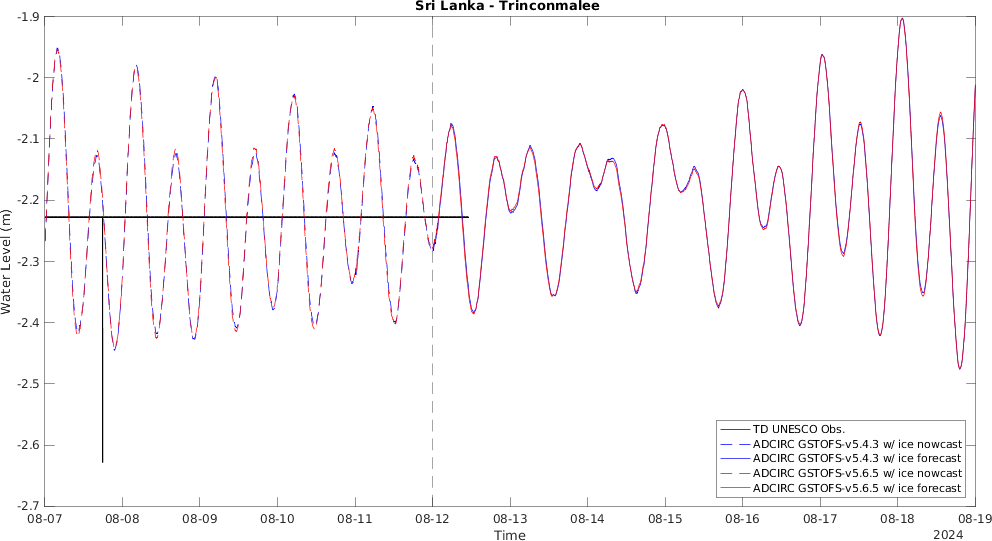 Sri Lanka - Trinconmalee
-1.9
-2
-2.1
-2.2
-2.3
-2.4
-2.5
-2.6
-2.7
Water Level (m)
TD UNESCO Obs.
ADCIRC GSTOFS-v5.4.3 w/ ice nowcast
ADCIRC GSTOFS-v5.4.3 w/ ice forecast
ADCIRC GSTOFS-v5.6.5 w/ ice nowcast
ADCIRC GSTOFS-v5.6.5 w/ ice forecast
08-07 08-08 08-09 08-10 08-11 08-12 08-13 08-14 08-15 08-16 08-17 08-18 08-19
Time
2024